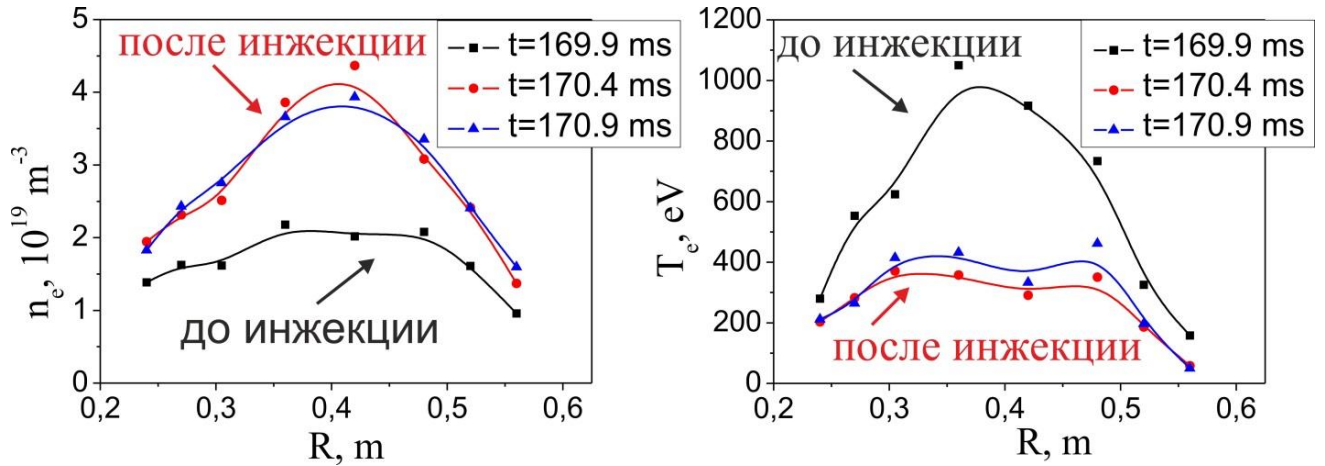 5
4
3
2
1
0
n_e, 10^19 m^-3
после инжекции
до инжекции
t=169.9 ms
t=170.4 ms
t=170.9 ms
0,2 0,3 0,4 0,5 0,6
R, m
1200
1000
800
600
400
200
0
T_e, eV
до инжекции
после инжекции
t=169.9 ms
t=170.4 ms
t=170.9 ms
0,2 0,3 0,4 0,5 0,6
R, m